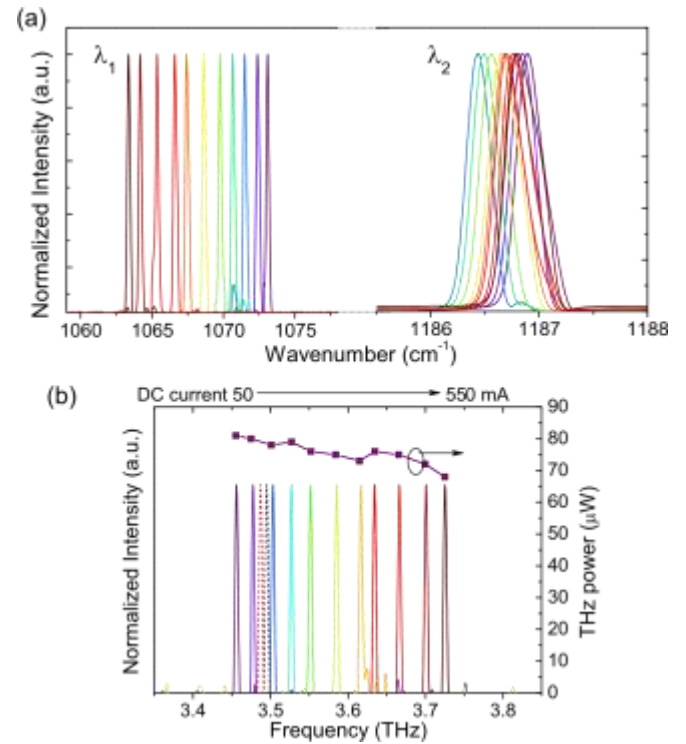 (a)
λ1
λ2
Normalized Intensity (a.u.)
1060 1065 1070 1075 1186 1187 1188
Wavenumber (cm-1)
(b)
DC current 50 550 mA
Normalized Intensity (a.u.)
90
80
70
60
50
40
30
20
10
0
THz power (μW)
3.4 3.5 3.6 3.7 3.8
Frequency (THz)